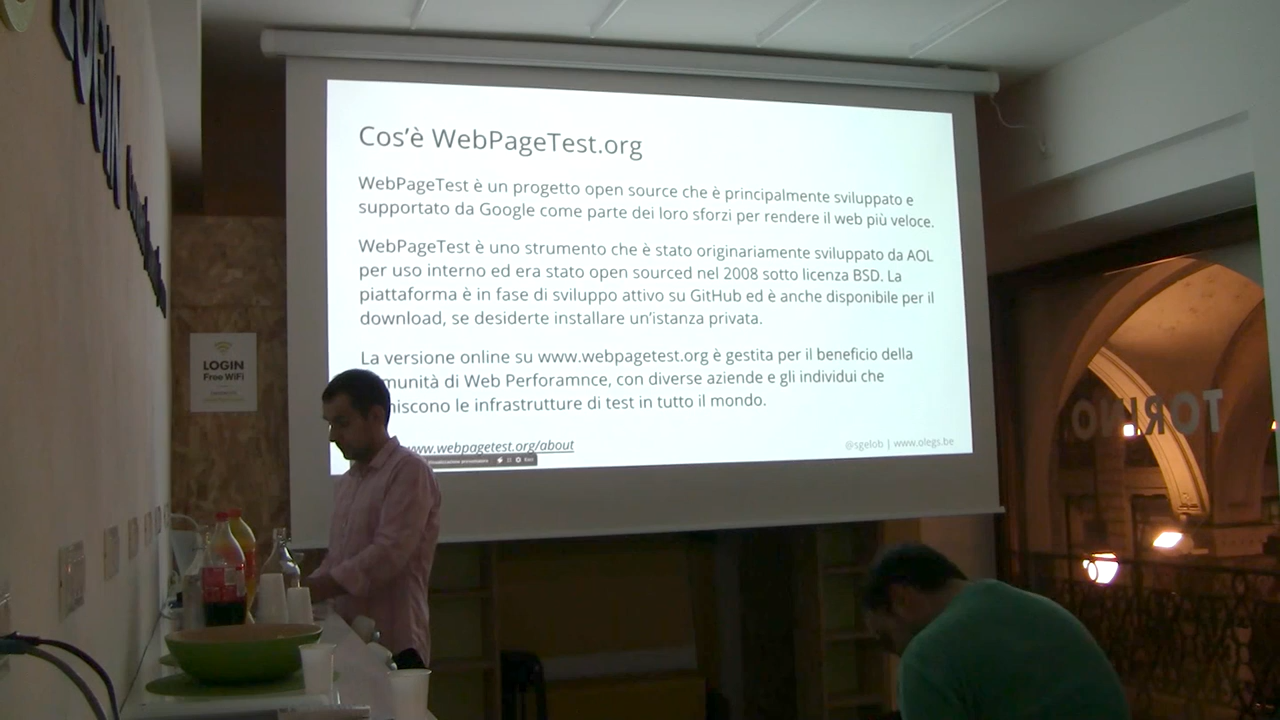 LOGIN
Cos'è WebPageTest.org
WebPageTest è un progetto open source che è principalmente sviluppato e
supportato da Google come parte dei loro sforzi per rendere il web più veloce.
WebPageTest è uno strumento che è stato originariamente sviluppato da AOL
per uso interno ed era stato open sourced nel 2008 sotto licenza BSD. La
piattaforma è in fase di sviluppo attivo su GitHub ed è anche disponibile per il
download, se desiderte installare un'istanza privata.
La versione online su www.webpagetest.org è gestita per il beneficio della
munità di Web Perforamnce, con diverse aziende e gli individui che
niscono le infrastrutture di test in tutto il mondo.
www.webpagetest.org/about
@sgelob | www.olegs.be
LOGIN
Free WiFi
TORINO